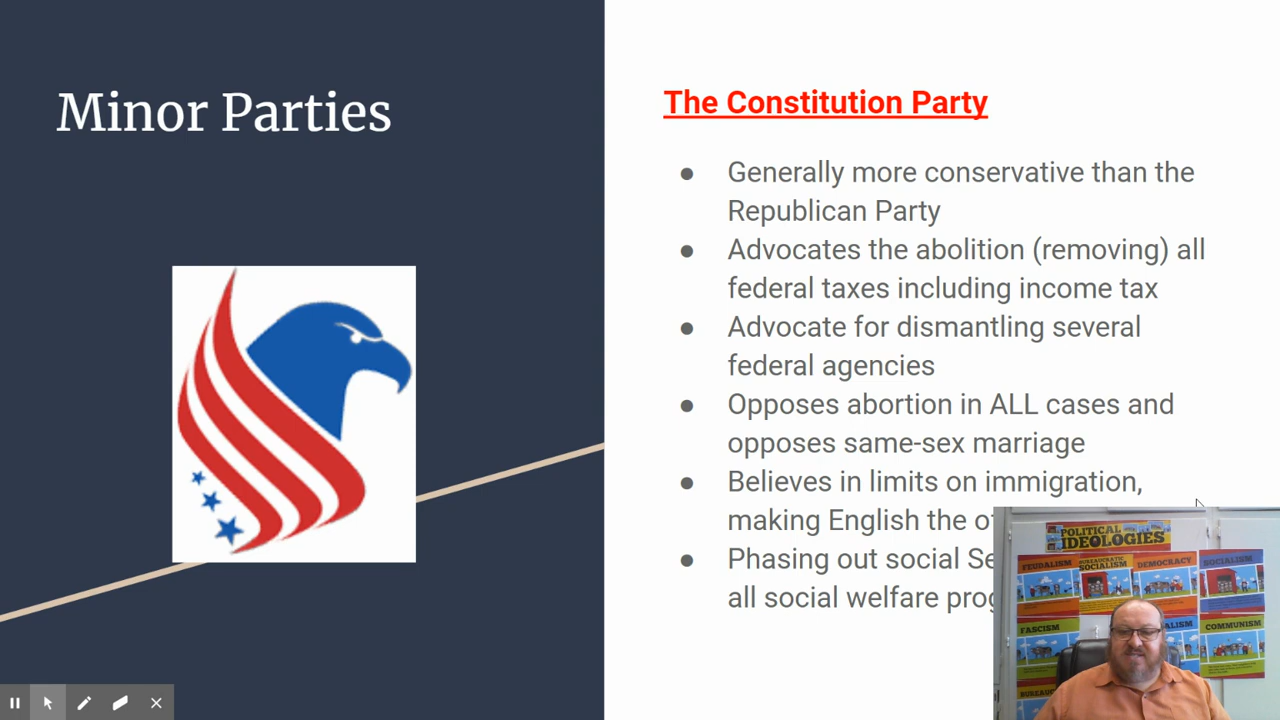 Minor Parties
The Constitution Party
● Generally more conservative than the
Republican Party
● Advocates the abolition (removing) all
federal taxes including income tax
● Advocate for dismantling several
federal agencies
● Opposes abortion in ALL cases and
opposes same-sex marriage
● Believes in limits on immigration,
making English the
● Phasing out social
all social welfare
POLITICAL
IDEOLOGIES
FEUDALISM
BUREAUCRATIC
SOCIALISM
DEMOCRACY
SOCIALISM
FASCISM
COMMUNISM